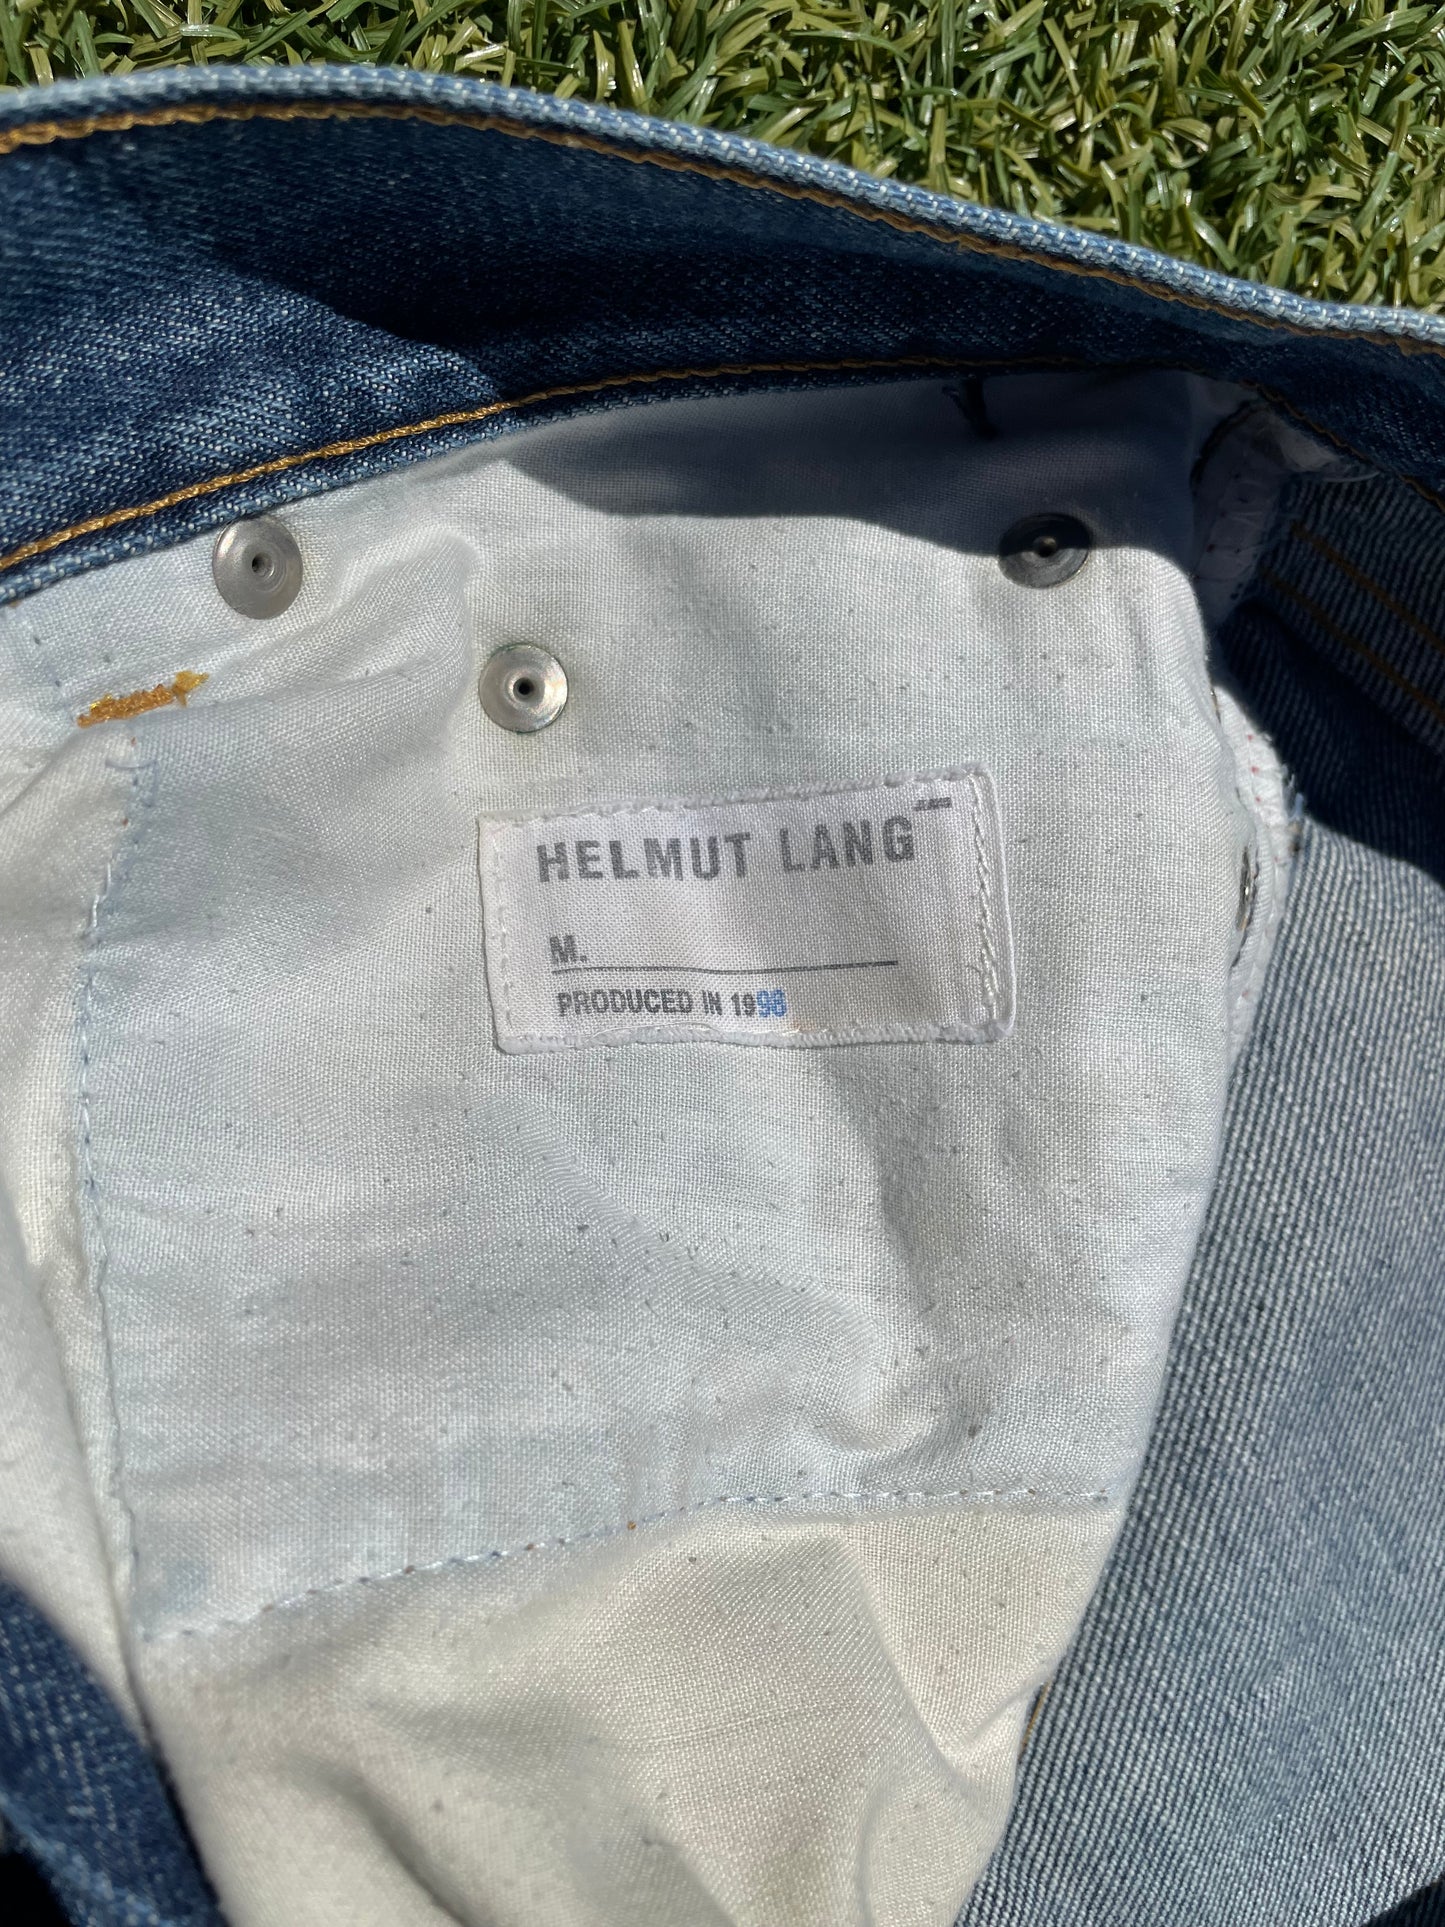 HELMUT LANG
M.
PRODUCED IN 1998